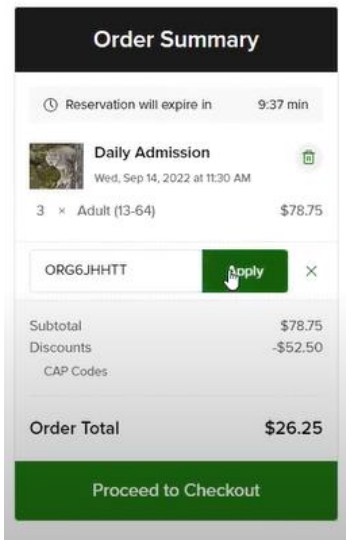 Order Summary
Reservation will expire in 9:37 min
Daily Admission
Wed, Sep 14, 2022 at 11:30 AM
3 × Adult (13-64) $78.75
ORG6JHHTT Apply ×
Subtotal $78.75
Discounts -$52.50
CAP Codes
Order Total $26.25
Proceed to Checkout